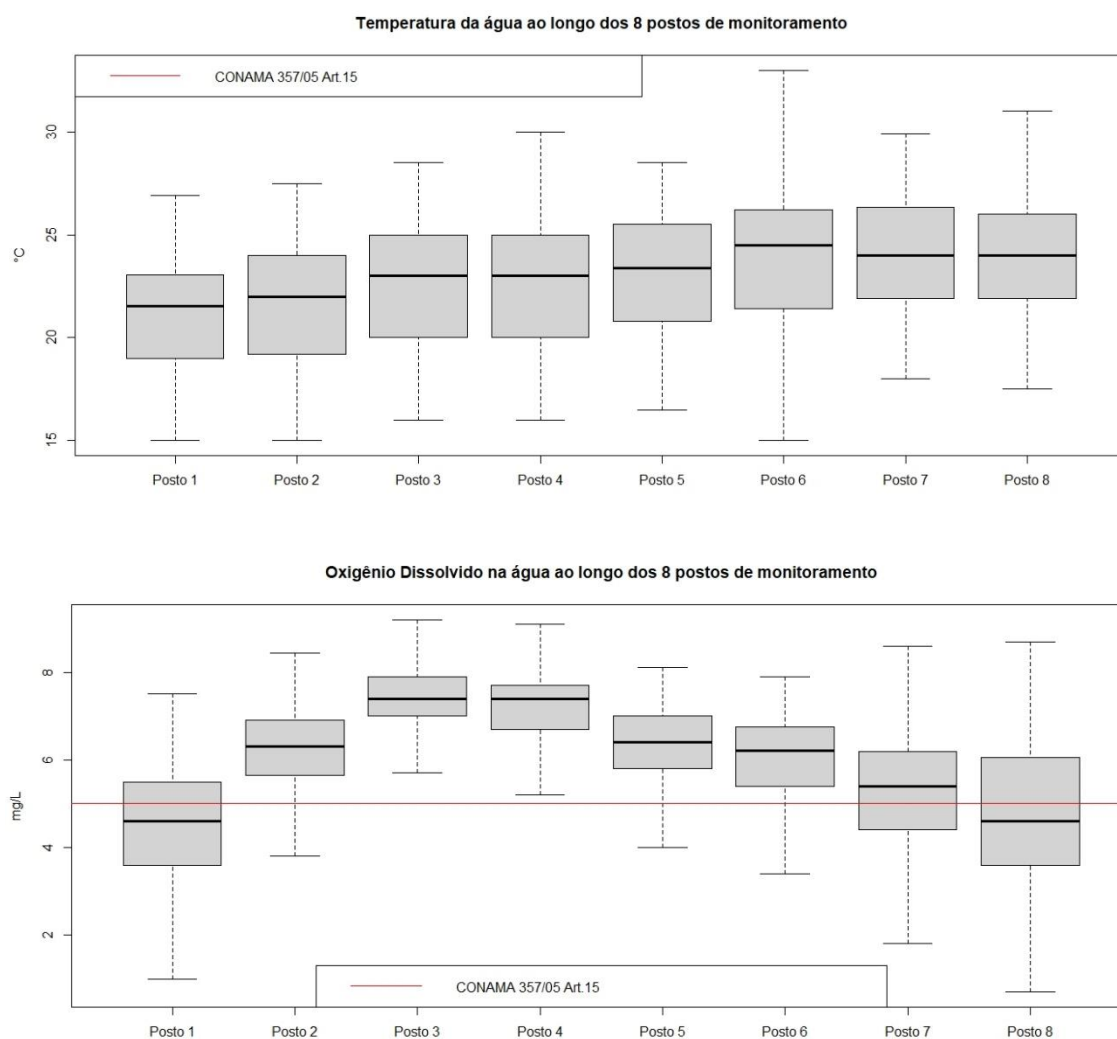 Temperatura da água ao longo dos 8 postos de monitoramento
CONAMA 357/05 Art.15
30
25
°C
20
15
Posto 1 Posto 2 Posto 3 Posto 4 Posto 5 Posto 6 Posto 7 Posto 8
Oxigênio Dissolvido na água ao longo dos 8 postos de monitoramento
8
6
mg/L
4
2
CONAMA 357/05 Art.15
Posto 1 Posto 2 Posto 3 Posto 4 Posto 5 Posto 6 Posto 7 Posto 8